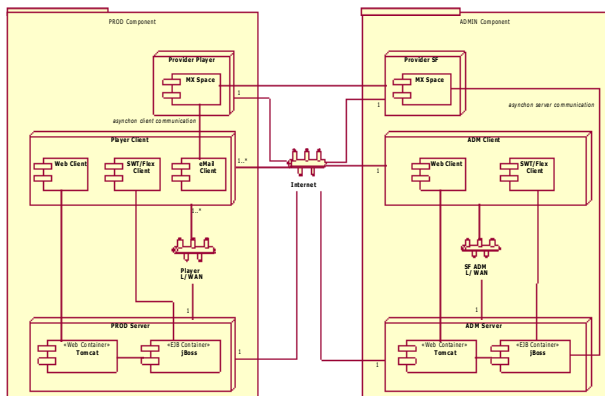 PROD Component
ADMIN Component
Provider Player
MX Space
Provider SF
MX Space
1
1
asynchon client communication
asynchon server communication
Player Client
Web Client
SWT/Flex
Client
eMail
Client
1..*
Internet
ADM Client
Web Client
SWT/Flex
Client
1..*
Player
L/WAN
SF ADM
L/WAN
1
1
PROD Server
«Web Container»
Tomcat
«EJB Container»
jBoss
1
ADM Server
«Web Container»
Tomcat
«EJB Container»
jBoss
1